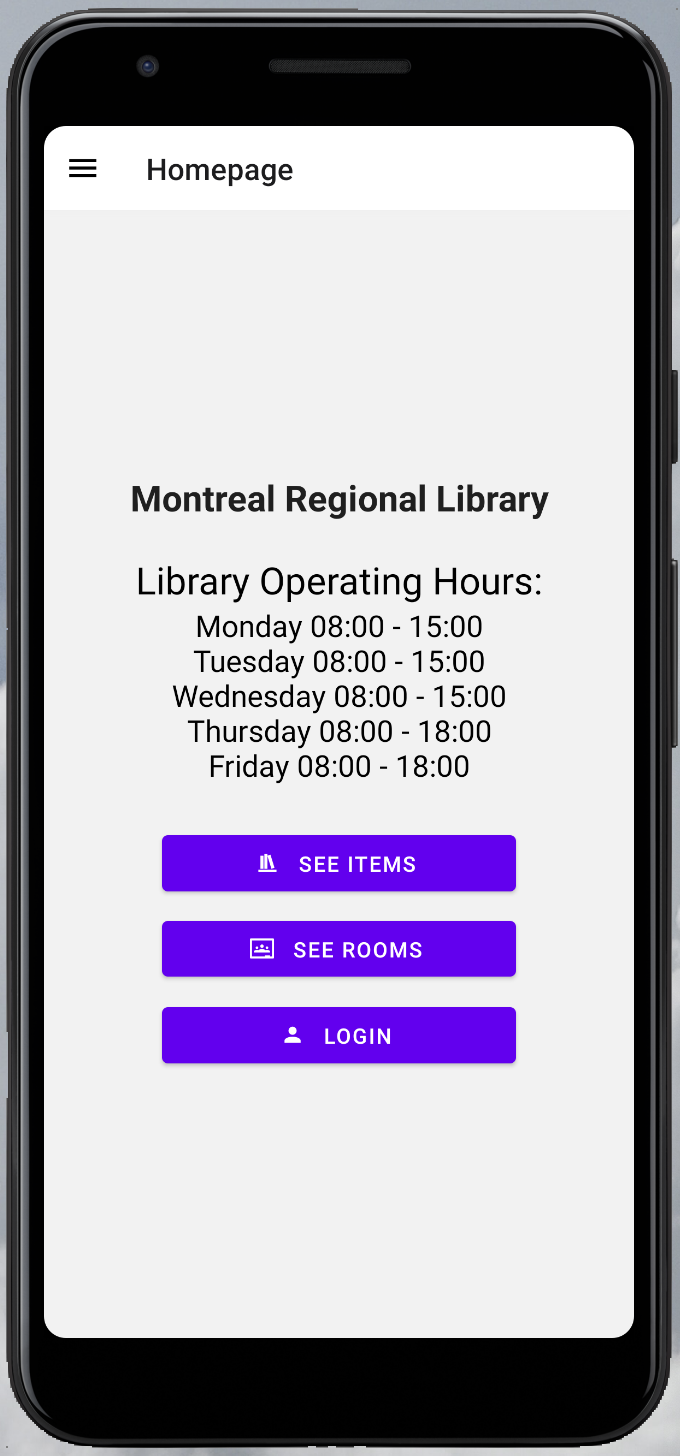 Homepage
Montreal Regional Library
Library Operating Hours:
Monday 08:00 - 15:00
Tuesday 08:00 - 15:00
Wednesday 08:00 - 15:00
Thursday 08:00 - 18:00
Friday 08:00 - 18:00
SEE ITEMS
SEE ROOMS
LOGIN